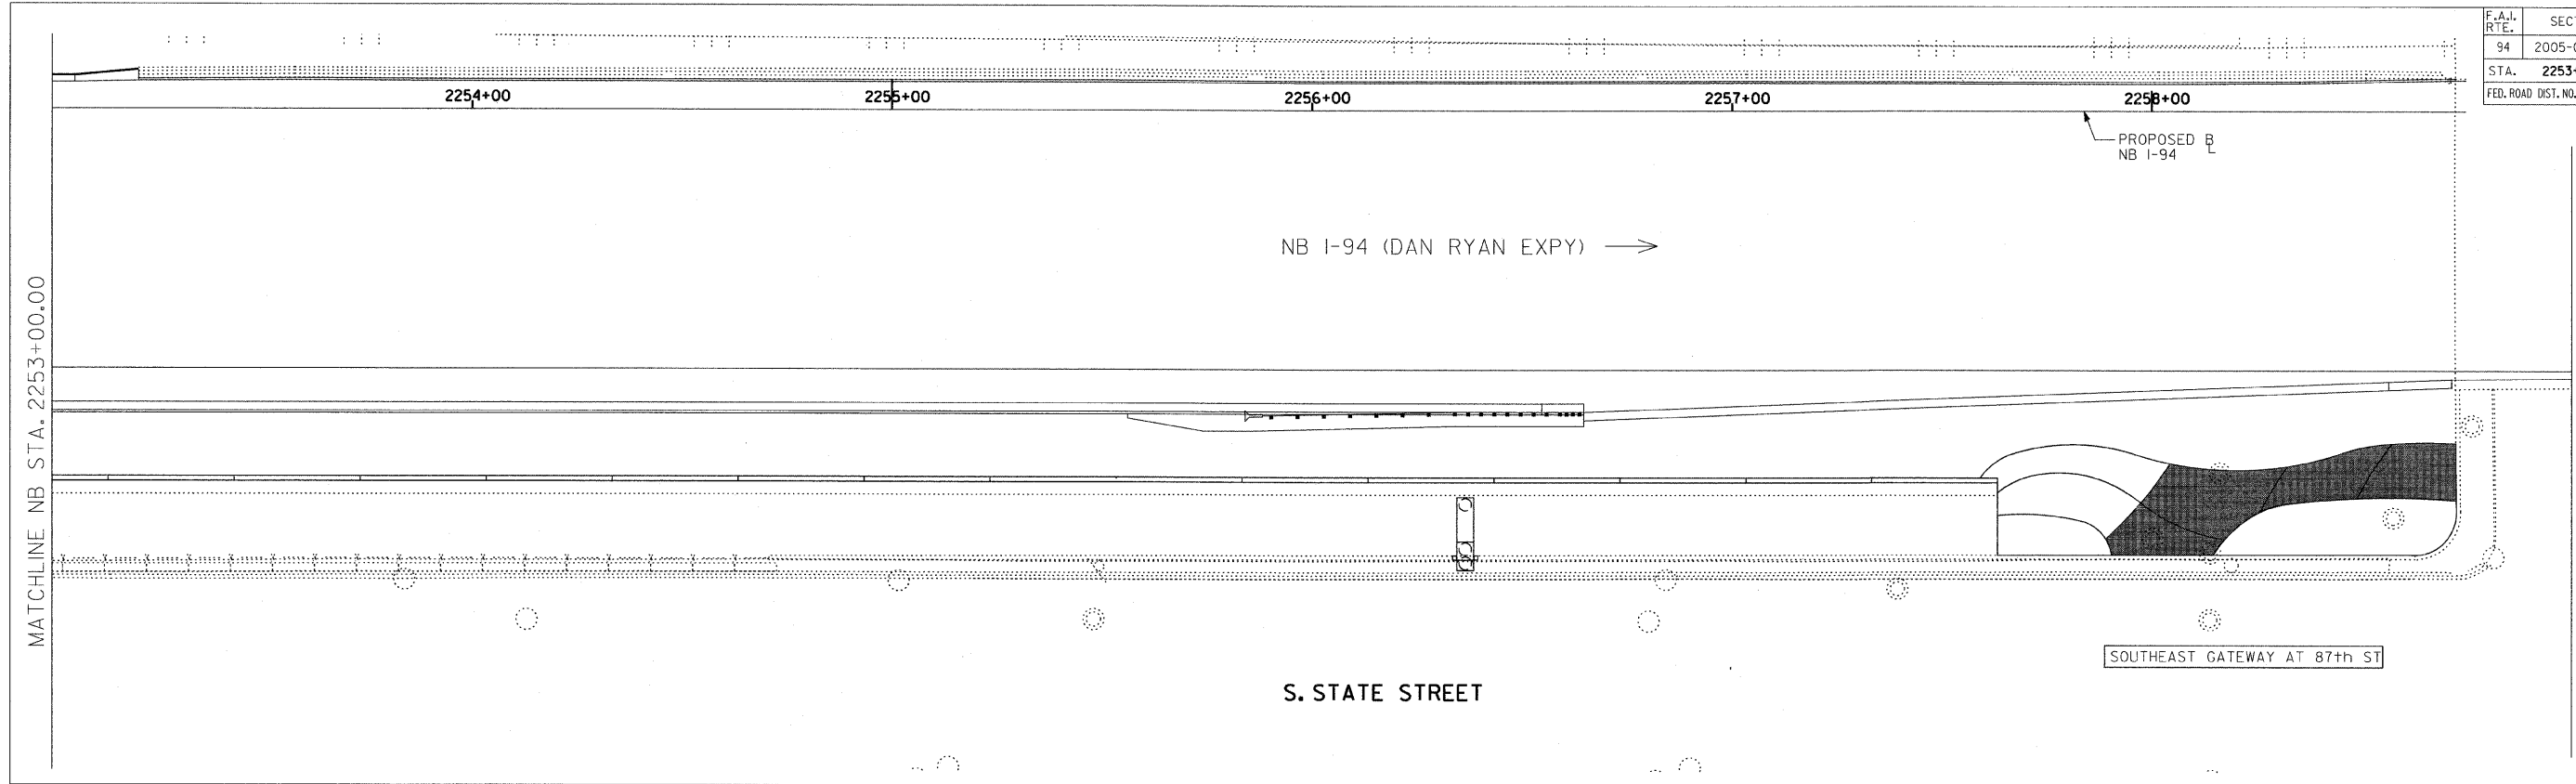 F.A.I.
RTE.
94
STA. 2253
FED. ROAD DIST. NO.
2254+00
2255+00
2256+00
2257+00
2258+00
PROPOSED BL
NB I-94
NB I-94 (DAN RYAN EXPY)
MATCHLINE NB STA. 2253+00.00
SOUTHEAST GATEWAY AT 87th ST
S. STATE STREET